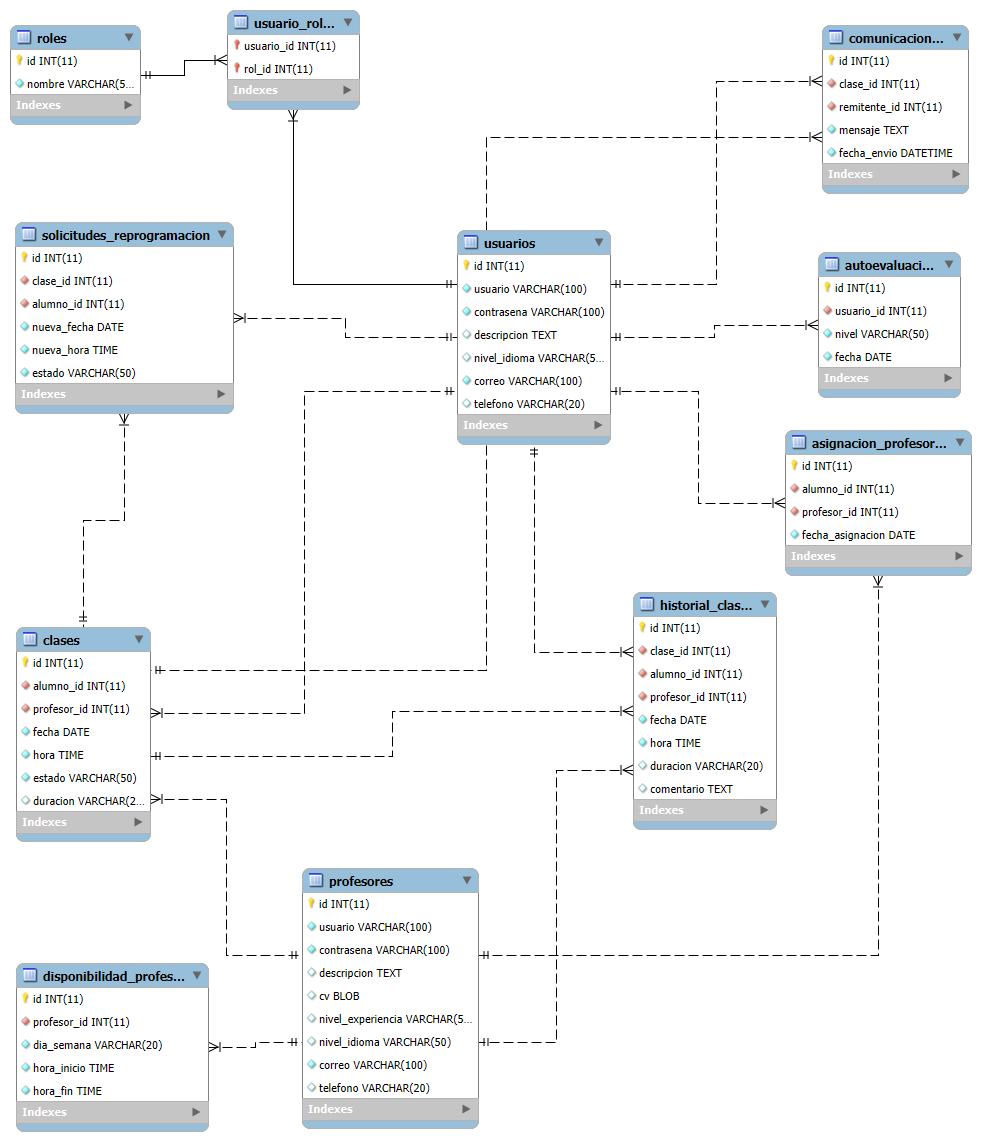 roles
id INT(11)
nombre VARCHAR(5...
Indexes
usuario_rol...
usuario_id INT(11)
rol_id INT(11)
Indexes
comunicacion...
id INT(11)
clase_id INT(11)
remitente_id INT(11)
mensaje TEXT
fecha_envio DATETIME
Indexes
solicitudes_reprogramacion
id INT(11)
clase_id INT(11)
alumno_id INT(11)
nueva_fecha DATE
nueva_hora TIME
estado VARCHAR(50)
Indexes
usuarios
id INT(11)
usuario VARCHAR(100)
contrasena VARCHAR(100)
descripcion TEXT
nivel_idioma VARCHAR(5...
correo VARCHAR(100)
telefono VARCHAR(20)
Indexes
autoevaluaci...
id INT(11)
usuario_id INT(11)
nivel VARCHAR(50)
fecha DATE
Indexes
asignacion_profesor...
id INT(11)
alumno_id INT(11)
profesor_id INT(11)
fecha_asignacion DATE
Indexes
historial_clas...
id INT(11)
clase_id INT(11)
alumno_id INT(11)
profesor_id INT(11)
fecha DATE
hora TIME
duracion VARCHAR(20)
comentario TEXT
Indexes
clases
id INT(11)
alumno_id INT(11)
profesor_id INT(11)
fecha DATE
hora TIME
estado VARCHAR(50)
duracion VARCHAR(2...
Indexes
profesores
id INT(11)
usuario VARCHAR(100)
contrasena VARCHAR(100)
descripcion TEXT
cv BLOB
nivel_experiencia VARCHAR(5...
nivel_idioma VARCHAR(50)
correo VARCHAR(100)
telefono VARCHAR(20)
Indexes
disponibilidad_profes...
id INT(11)
profesor_id INT(11)
dia_semana VARCHAR(20)
hora_inicio TIME
hora_fin TIME
Indexes